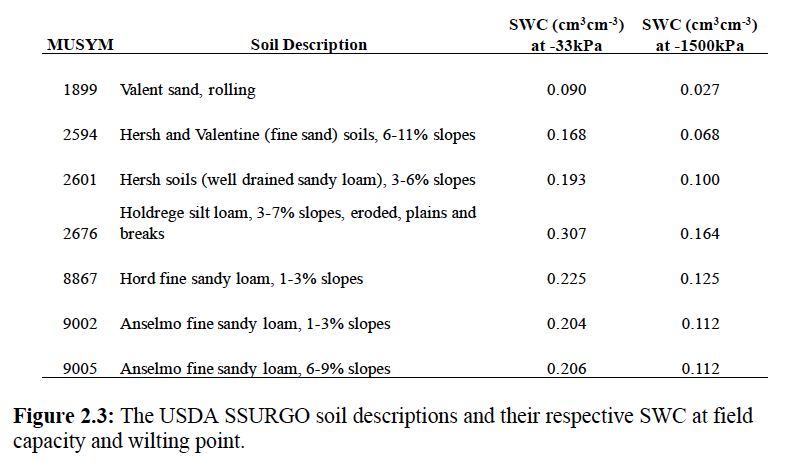 SWC (cm³cm⁻³) SWC (cm³cm⁻³)
MUSYM Soil Description at -33kPa at -1500kPa
1899 Valent sand, rolling 0.090 0.027
2594 Hersh and Valentine (fine sand) soils, 6-11% slopes 0.168 0.068
2601 Hersh soils (well drained sandy loam), 3-6% slopes 0.193 0.100
Holdrege silt loam, 3-7% slopes, eroded, plains and
2676 breaks 0.307 0.164
8867 Hord fine sandy loam, 1-3% slopes 0.225 0.125
9002 Anselmo fine sandy loam, 1-3% slopes 0.204 0.112
9005 Anselmo fine sandy loam, 6-9% slopes 0.206 0.112
Figure 2.3: The USDA SSURGO soil descriptions and their respective SWC at field
capacity and wilting point.